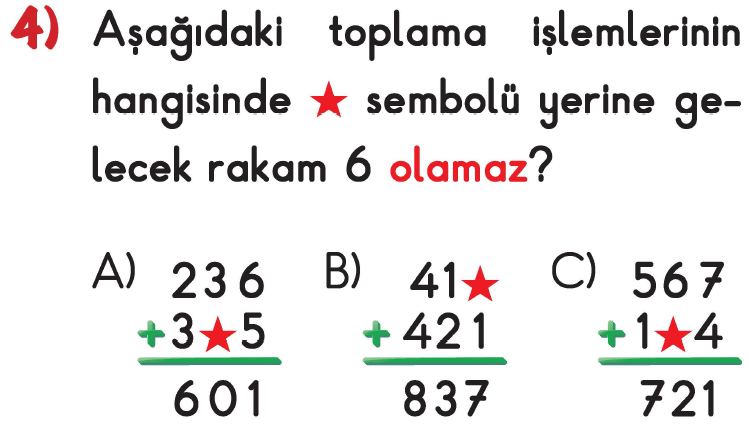 4) Aşağıdaki toplama işlemlerinin
hangisinde ★ sembolü yerine ge-
lecek rakam 6 olamaz?
A) 236 B) 41★ C) 567
+ 3★5 + 421 + 1★4
601 837 721